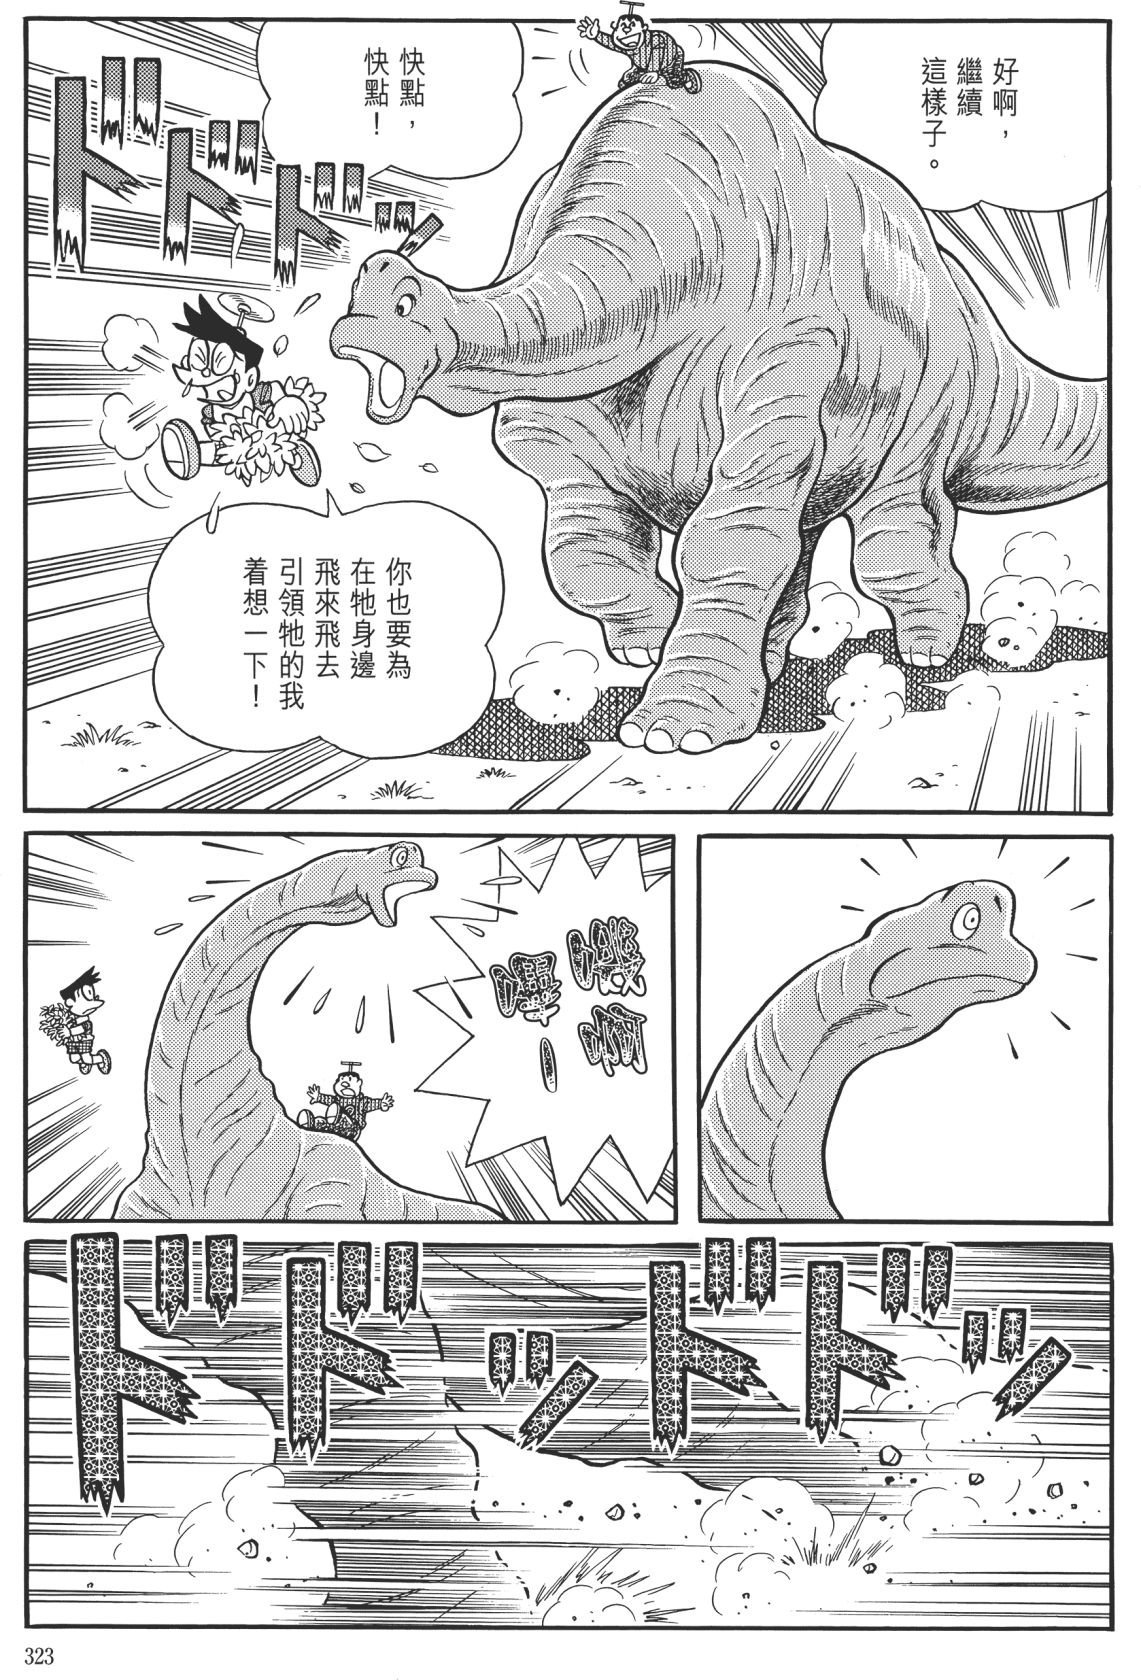 好啊，
繼續
這樣子。
快點，
快點！
ドドドドッ
你也要為
在牠身邊
飛來飛去
引領牠的我
着想一下！
嘰啊
嘩！
ドドッドドッ
323